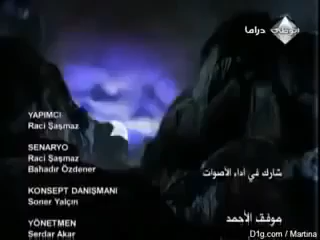 أبوظبي دراما
YAPIMCI
Raci Şaşmaz
SENARYO
Raci Şaşmaz
Bahadır Özdener
KONSEPT DANIŞMANI
Soner Yalçın
YÖNETMEN
Serdar Akar
شارك في أداء الأصوات
موفق الأحمد
D1g.com / Martina